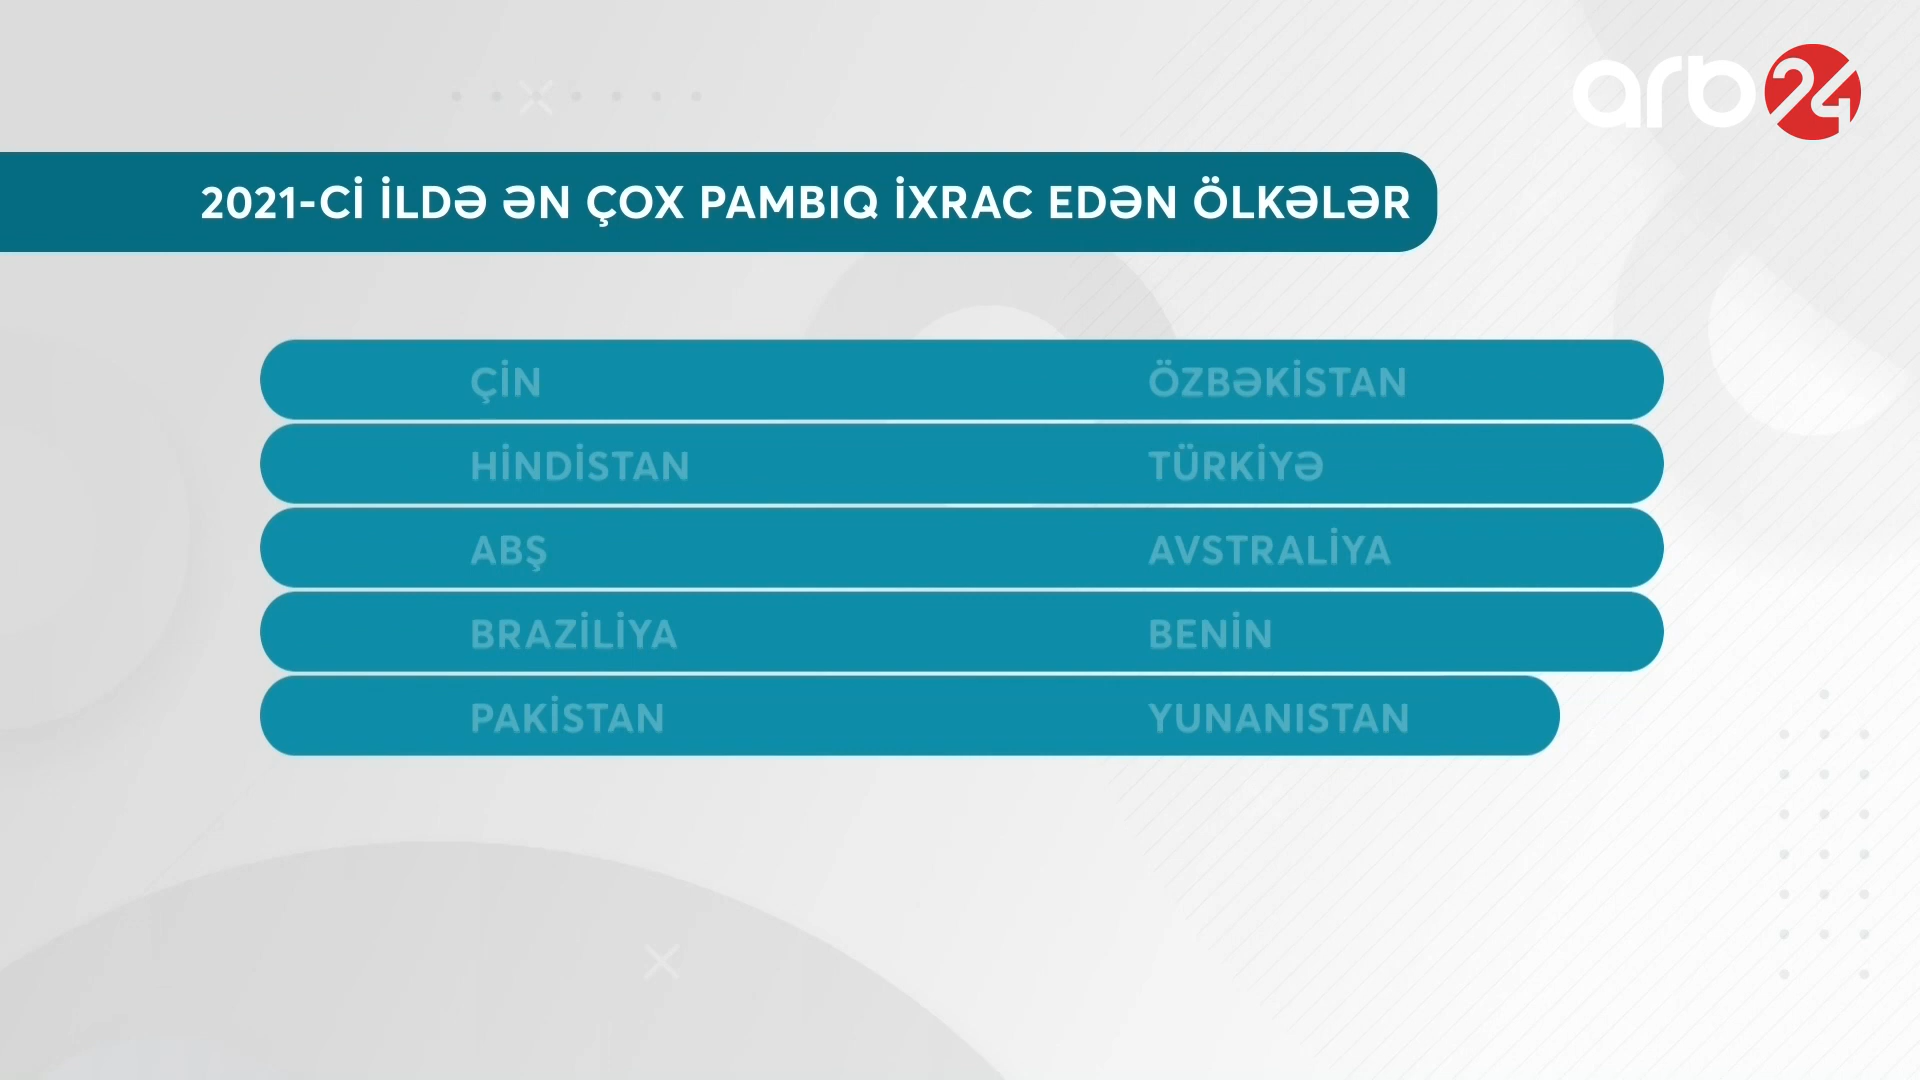 arb24
2021-Cİ İLDƏ ƏN ÇOX PAMBIQ İXRAC EDƏN ÖLKƏLƏR
ÇİN ÖZBƏKİSTAN
HİNDİSTAN TÜRKİYƏ
ABŞ AVSTRALİYA
BRAZİLİYA BENİN
PAKİSTAN YUNANISTAN